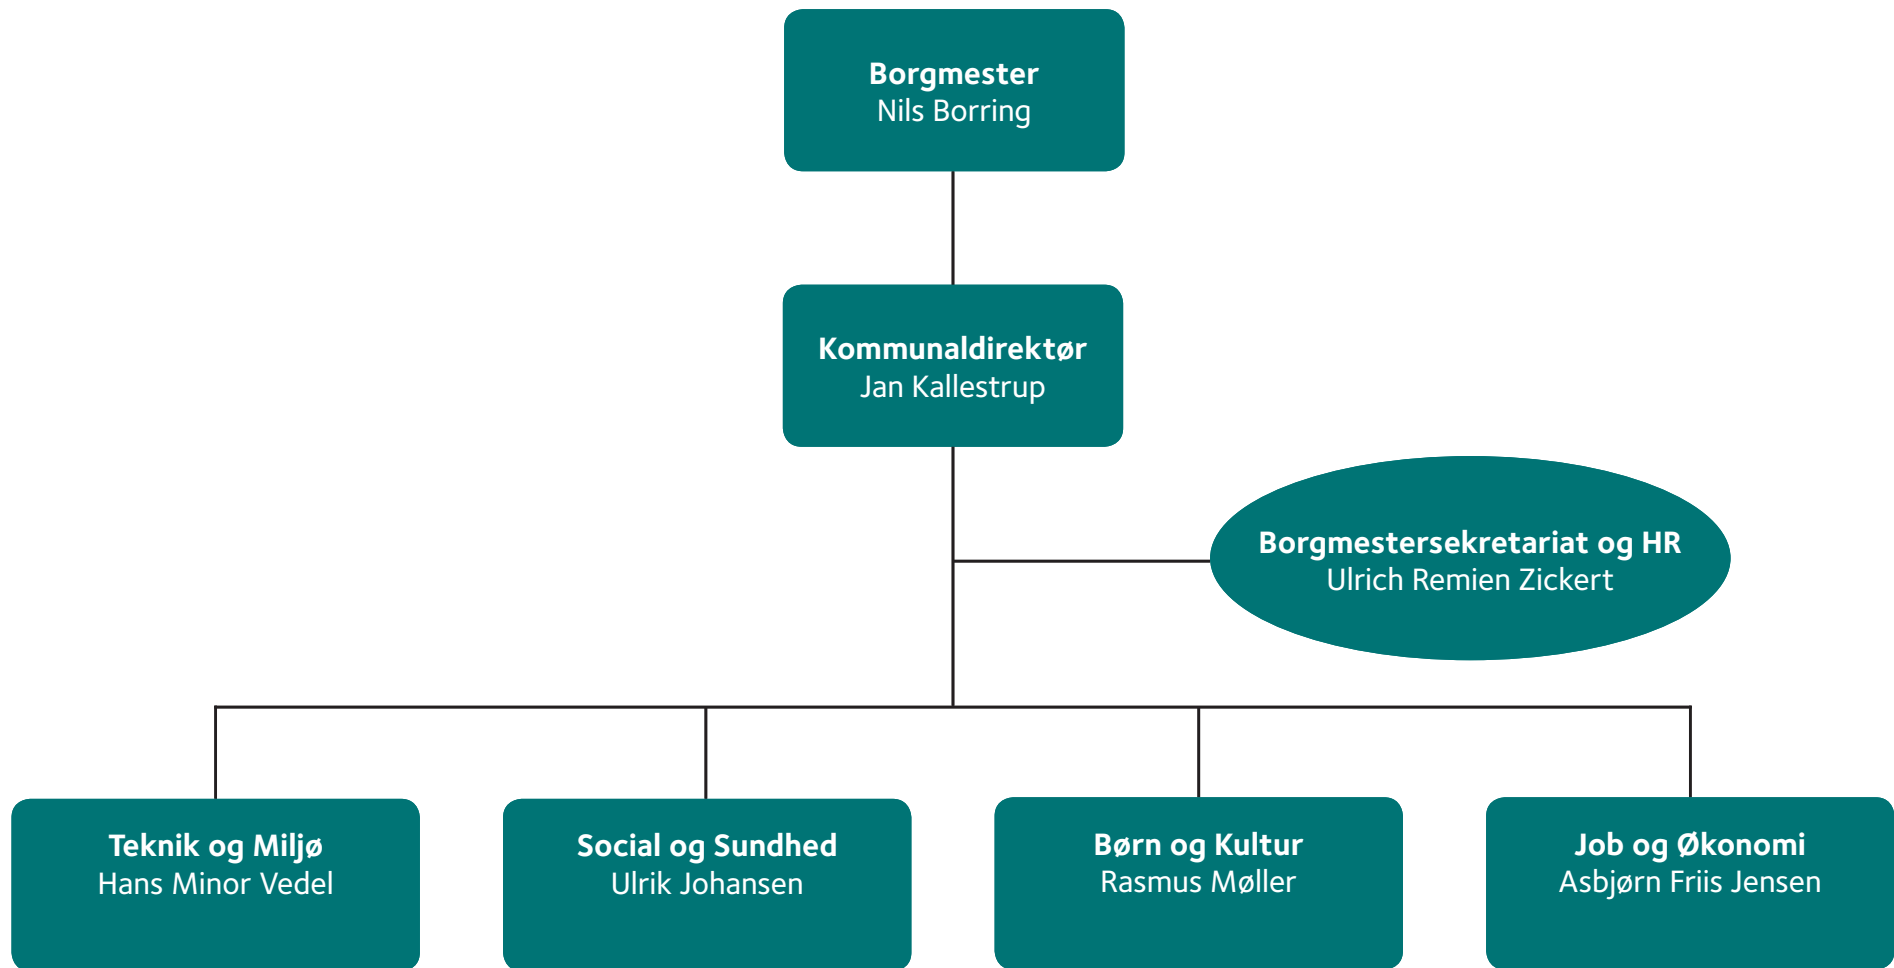 Borgmester
Nils Borring
Kommunaldirektør
Jan Kallestrup
Borgmestersekretariat og HR
Ulrich Remien Zickert
Teknik og Miljø
Hans Minor Vedel
Social og Sundhed
Ulrik Johansen
Børn og Kultur
Rasmus Møller
Job og Økonomi
Asbjørn Friis Jensen